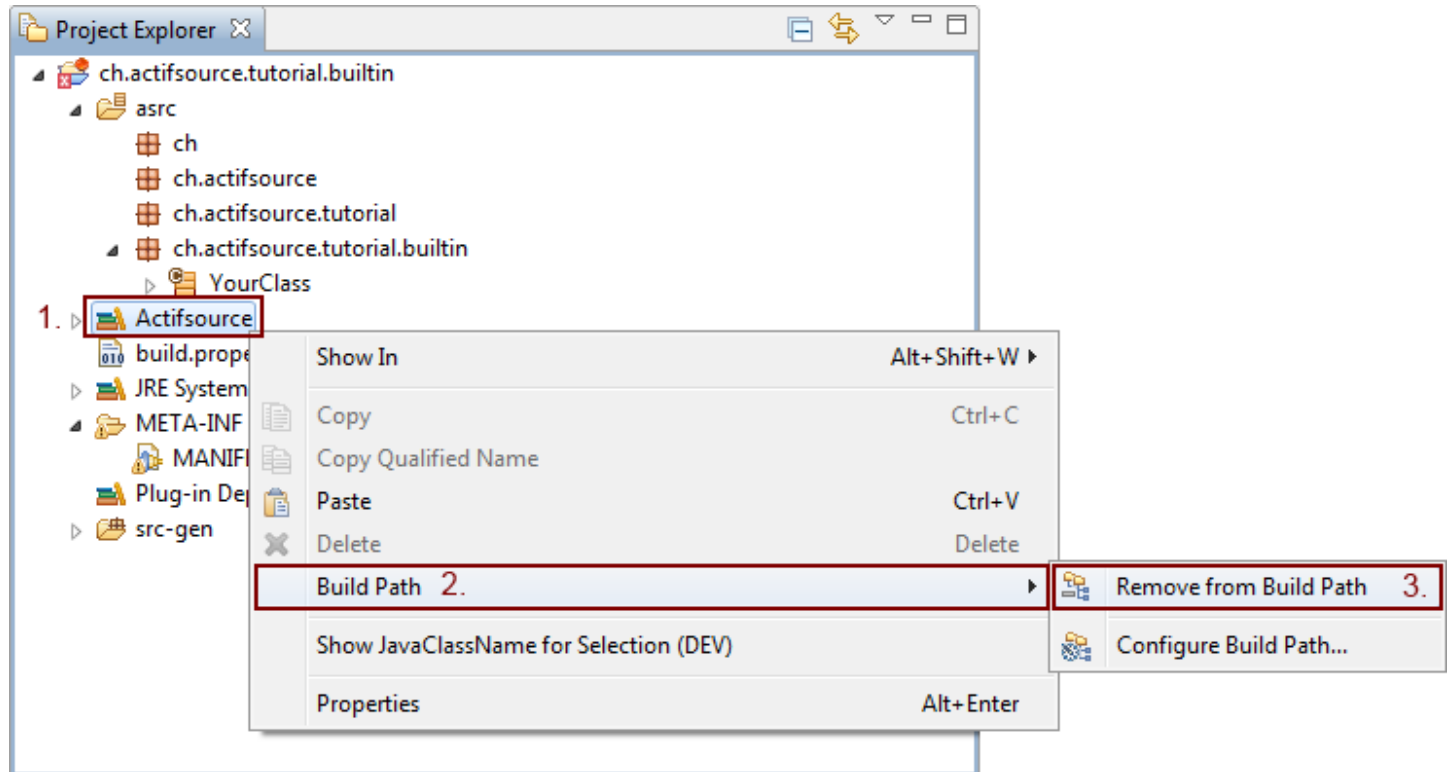 Project Explorer
ch.actifsource.tutorial.builtin
asrc
ch
ch.actifsource
ch.actifsource.tutorial
ch.actifsource.tutorial.builtin
YourClass
1. Actifsource
build.prope
JRE System
META-INF
MANIF
Plug-in De
src-gen
Show In Alt+Shift+W
Copy Ctrl+C
Copy Qualified Name
Paste Ctrl+V
Delete Delete
Build Path 2.
Show JavaClassName for Selection (DEV)
Properties Alt+Enter
Remove from Build Path 3.
Configure Build Path...